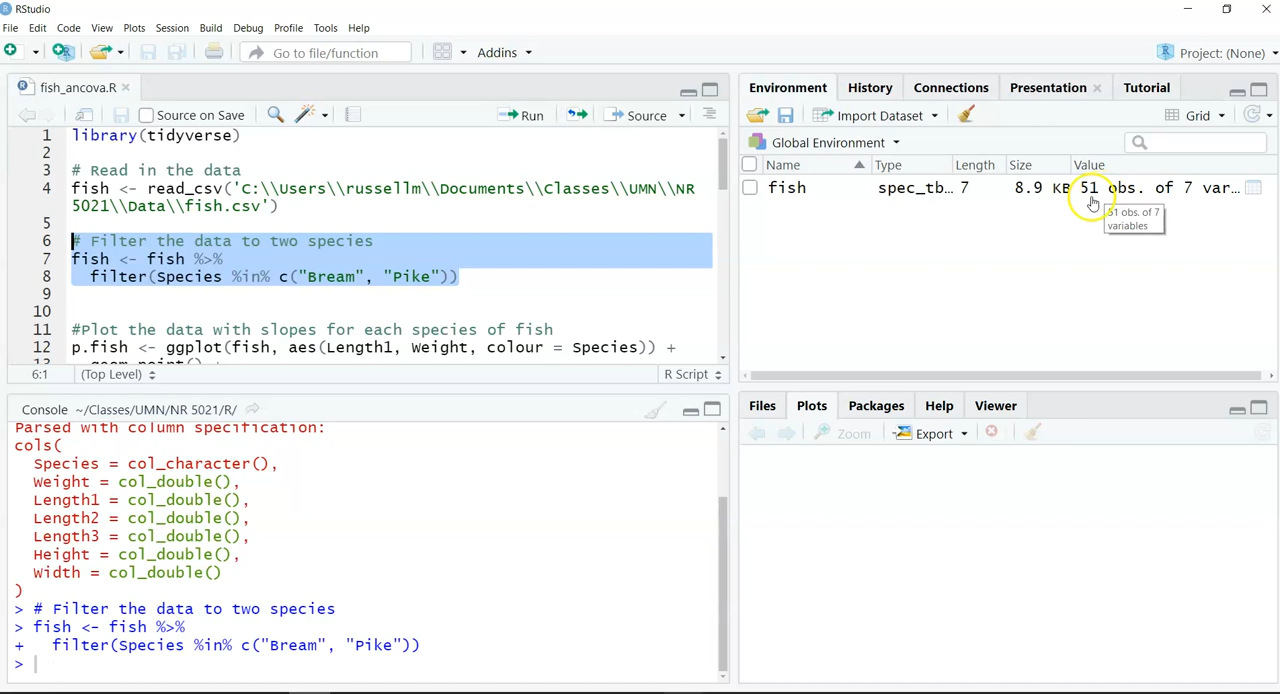 RStudio
File Edit Code View Plots Session Build Debug Profile Tools Help
Go to file/function Addins Project: (None)
fish_ancova.R
Source on Save Run Source
1 library(tidyverse)
2
3 # Read in the data
4 fish <- read_csv('C:\\Users\\russellm\\Documents\\Classes\\UMN\\NR
5021\\Data\\fish.csv')
5
6 # Filter the data to two species
7 fish <- fish %>%
8 filter(Species %in% c("Bream", "Pike"))
9
10
11 #Plot the data with slopes for each species of fish
12 p.fish <- ggplot(fish, aes(Length1, Weight, colour = Species)) +
13 geom_point() +
6:1 (Top Level) R Script
Console ~/Classes/UMN/NR 5021/R/
Parsed with column specification:
cols(
Species = col_character(),
Weight = col_double(),
Length1 = col_double(),
Length2 = col_double(),
Length3 = col_double(),
Height = col_double(),
Width = col_double()
)
> # Filter the data to two species
> fish <- fish %>%
+ filter(Species %in% c("Bream", "Pike"))
>
Environment History Connections Presentation Tutorial
Import Dataset Grid
Global Environment
Name Type Length Size Value
fish spec_tb... 7 8.9 KB 51 obs. of 7 var...
51 obs. of 7
variables
Files Plots Packages Help Viewer
Zoom Export